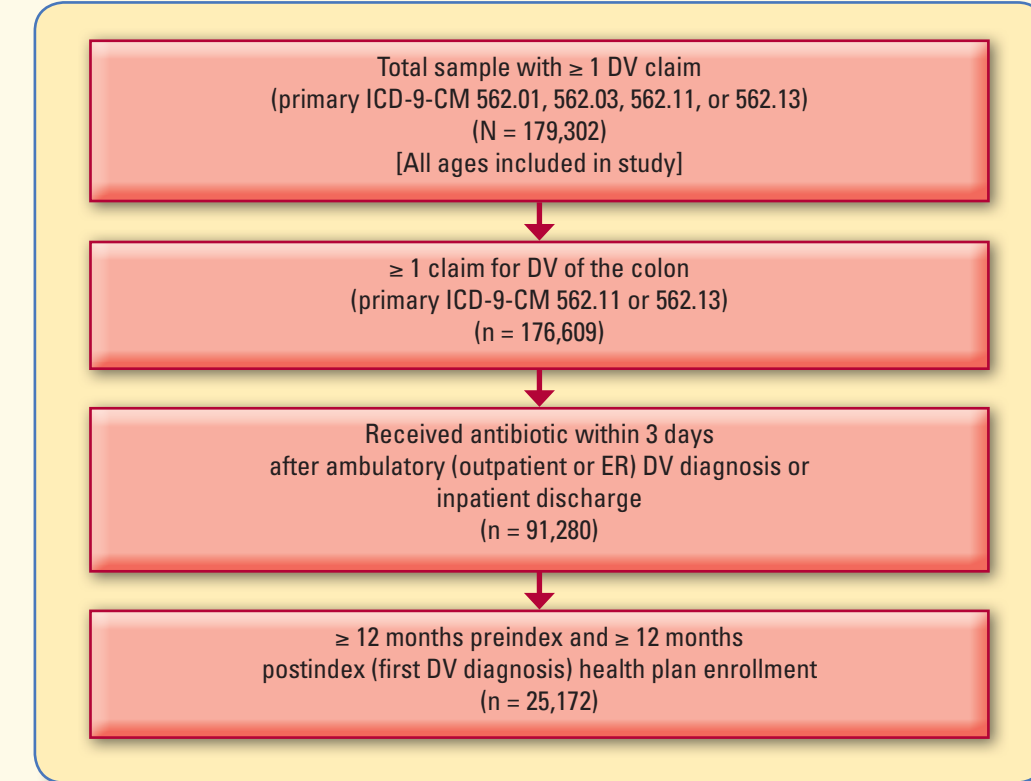 Total sample with ≥ 1 DV claim
(primary ICD-9-CM 562.01, 562.03, 562.11, or 562.13)
(N = 179,302)
[All ages included in study]
≥ 1 claim for DV of the colon
(primary ICD-9-CM 562.11 or 562.13)
(n = 176,609)
Received antibiotic within 3 days
after ambulatory (outpatient or ER) DV diagnosis or
inpatient discharge
(n = 91,280)
≥ 12 months preindex and ≥ 12 months
postindex (first DV diagnosis) health plan enrollment
(n = 25,172)